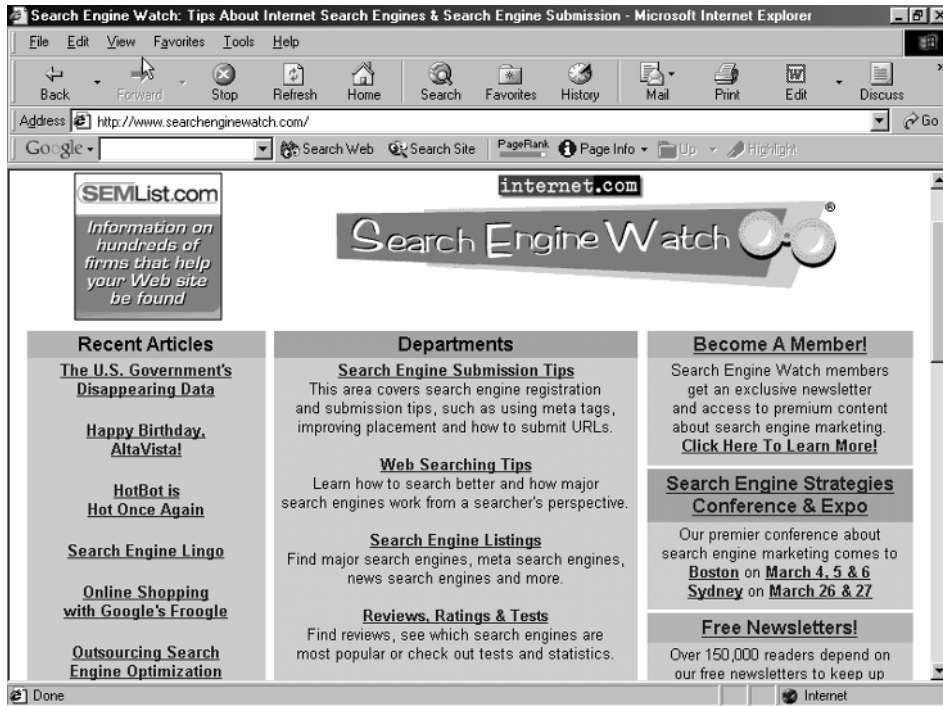 Search Engine Watch: Tips About Internet Search Engines & Search Engine Submission - Microsoft Internet Explorer
File Edit View Favorites Tools Help
Back Forward Stop Refresh Home Search Favorites History Mail Print Edit Discuss
Address http://www.searchenginewatch.com/ Go
Google Search Web Search Site PageRank Page Info Up Highlight
SEMList.com
Information on
hundreds of
firms that help
your Web site
be found
internet.com
Search Engine Watch ®
Recent Articles
The U.S. Government's
Disappearing Data
Happy Birthday,
AltaVista!
HotBot is
Hot Once Again
Search Engine Lingo
Online Shopping
with Google's Froogle
Outsourcing Search
Engine Optimization
Departments
Search Engine Submission Tips
This area covers search engine registration
and submission tips, such as using meta tags,
improving placement and how to submit URLs.
Web Searching Tips
Learn how to search better and how major
search engines work from a searcher's perspective.
Search Engine Listings
Find major search engines, meta search engines,
news search engines and more.
Reviews, Ratings & Tests
Find reviews, see which search engines are
most popular or check out tests and statistics.
Become A Member!
Search Engine Watch members
get an exclusive newsletter
and access to premium content
about search engine marketing.
Click Here To Learn More!
Search Engine Strategies
Conference & Expo
Our premier conference about
search engine marketing comes to
Boston on March 4, 5 & 6
Sydney on March 26 & 27
Free Newsletters!
Over 150,000 readers depend on
our free newsletters to keep up
Done Internet